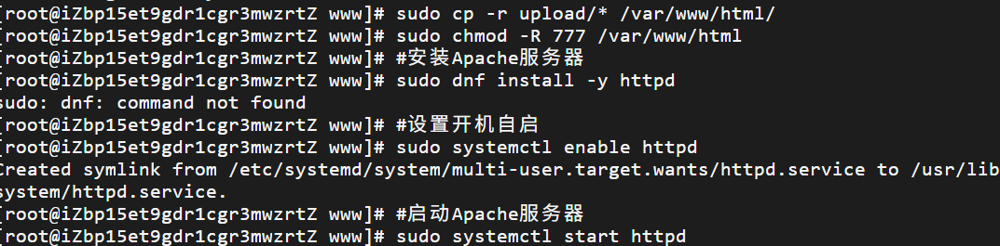 [root@iZbp15et9gdr1cgr3mwzrtZ www]# sudo cp -r upload/* /var/www/html/
[root@iZbp15et9gdr1cgr3mwzrtZ www]# sudo chmod -R 777 /var/www/html
[root@iZbp15et9gdr1cgr3mwzrtZ www]# #安装Apache服务器
[root@iZbp15et9gdr1cgr3mwzrtZ www]# sudo dnf install -y httpd
sudo: dnf: command not found
[root@iZbp15et9gdr1cgr3mwzrtZ www]# #设置开机自启
[root@iZbp15et9gdr1cgr3mwzrtZ www]# sudo systemctl enable httpd
Created symlink from /etc/systemd/system/multi-user.target.wants/httpd.service to /usr/lib
system/httpd.service.
[root@iZbp15et9gdr1cgr3mwzrtZ www]# #启动Apache服务器
[root@iZbp15et9gdr1cgr3mwzrtZ www]# sudo systemctl start httpd